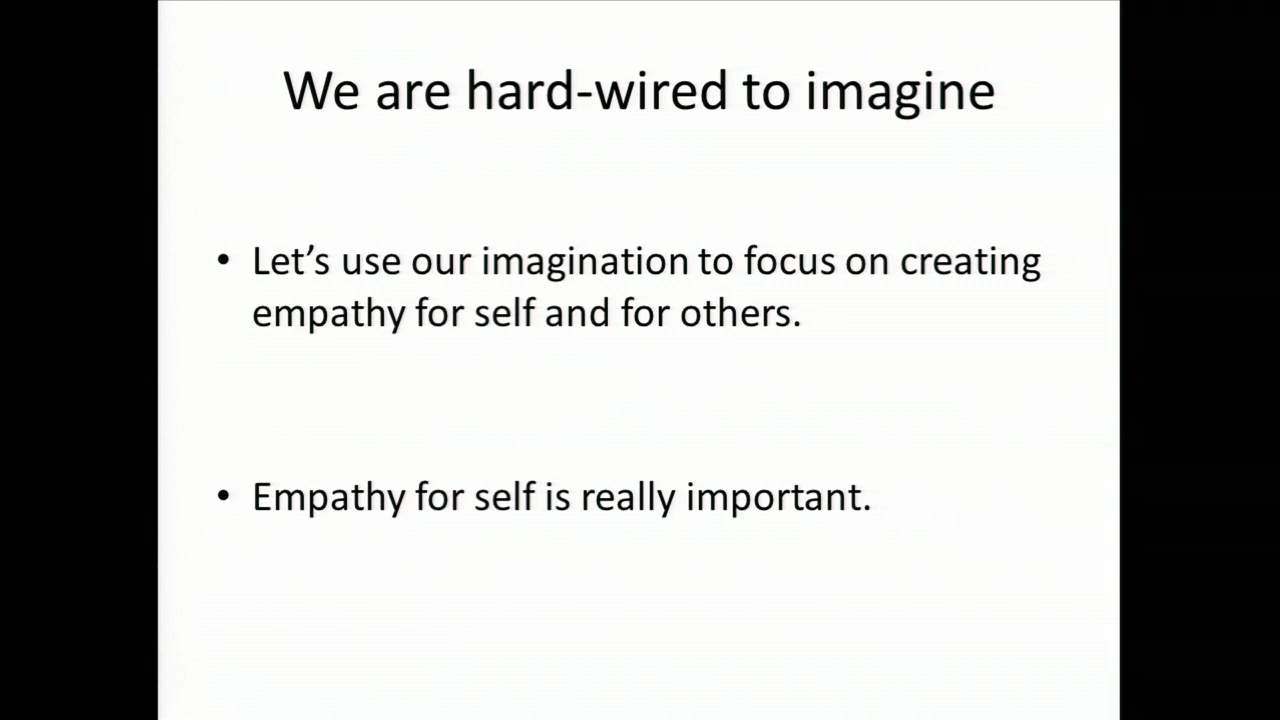 We are hard-wired to imagine
• Let’s use our imagination to focus on creating
empathy for self and for others.
• Empathy for self is really important.